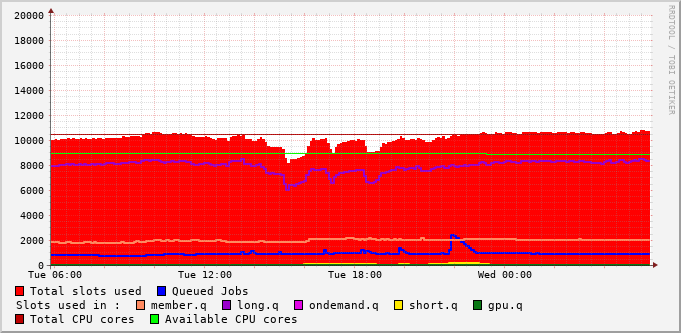 20000
18000
16000
14000
12000
10000
8000
6000
4000
2000
0
Tue 06:00 Tue 12:00 Tue 18:00 Wed 00:00
Total slots used Queued Jobs
Slots used in : member.q long.q ondemand.q short.q gpu.q
Total CPU cores Available CPU cores
RRDTOOL / TOBI OETIKER